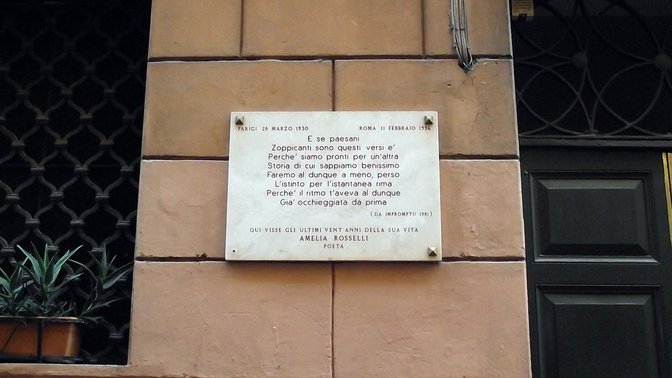 PARIGI 28 MARZO 1930 ROMA 11 FEBBRAIO 1996
E se paesani
Zoppicanti sono questi versi e'
Perche' siamo pronti per un'altra
Storia di cui sappiamo benissimo
Faremo al dunque a meno, perso
L'istinto per l'istantanea rima
Perche' il ritmo t'aveva al dunque
Gia' occhieggiata da prima
(DA IMPROMPTU 1981)
QUI VISSE GLI ULTIMI VENT'ANNI DELLA SUA VITA
AMELIA ROSSELLI
POETA